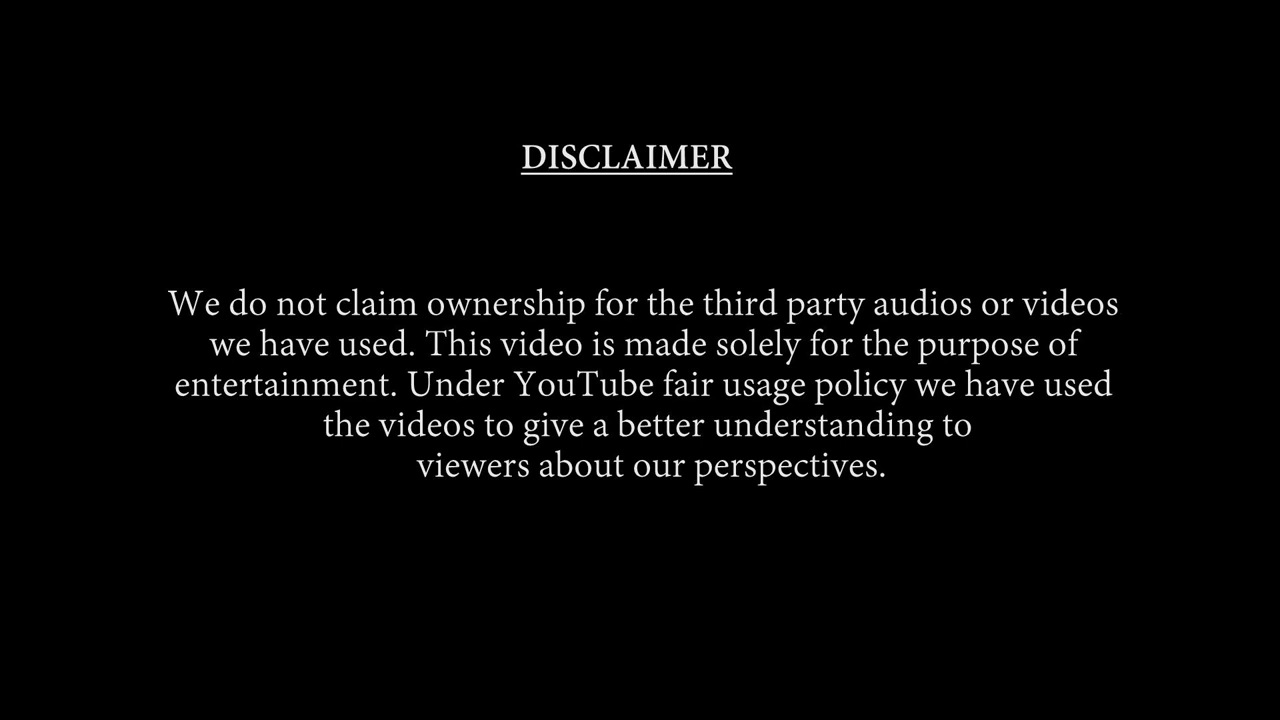 DISCLAIMER
We do not claim ownership for the third party audios or videos
we have used. This video is made solely for the purpose of
entertainment. Under YouTube fair usage policy we have used
the videos to give a better understanding to
viewers about our perspectives.